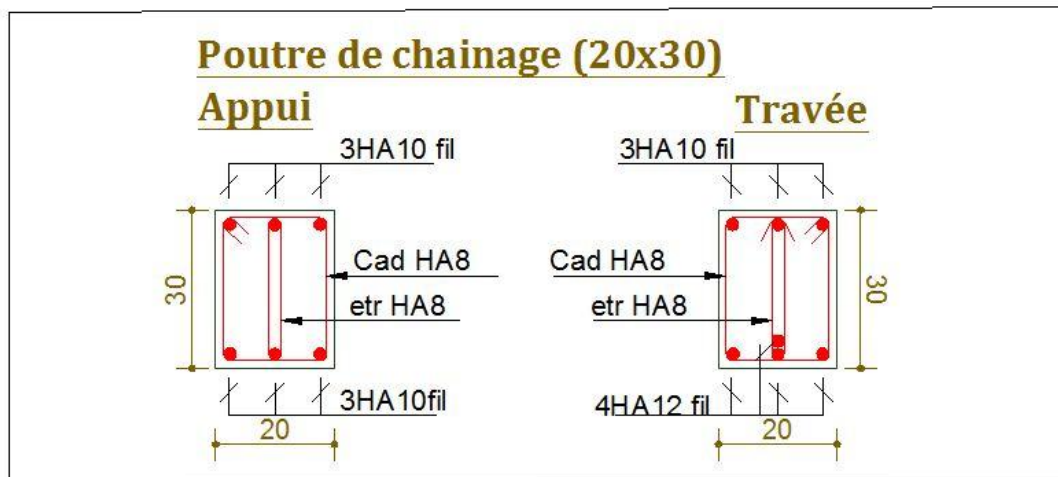 Poutre de chainage (20x30)
Appui
Travée
3HA10 fil
3HA10 fil
Cad HA8
Cad HA8
30
30
etr HA8
etr HA8
3HA10fil
4HA12 fil
20
20